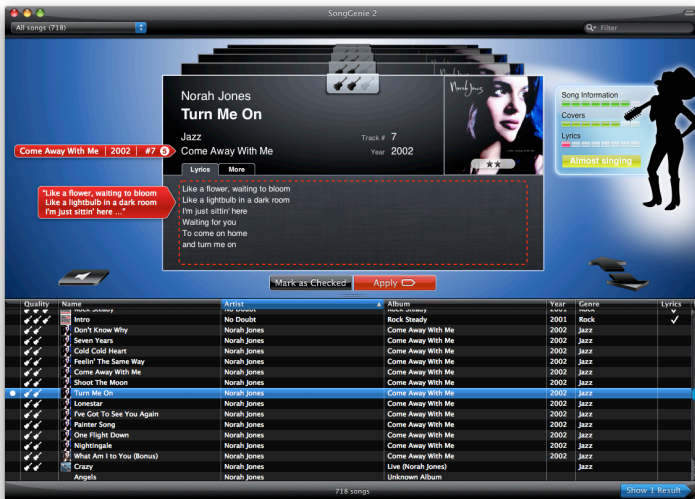 SongGenie 2
All songs (718)
Filter
Norah Jones
Turn Me On
Jazz
Track # 7
Come Away With Me
Year 2002
Norah Jones
Song Information
Covers
Lyrics
Almost singing
Come Away With Me | 2002 | #7 5
Lyrics More
"Like a flower, waiting to bloom
Like a lightbulb in a dark room
I'm just sittin' here ..."
Like a flower, waiting to bloom
Like a lightbulb in a dark room
I'm just sittin' here
Waiting for you
To come on home
and turn me on
Mark as Checked Apply
Quality Name Artist Album Year Genre Lyrics
Rock Steady No Doubt Rock Steady 2001 Rock
Intro No Doubt Rock Steady 2001 Rock ✓
Don't Know Why Norah Jones Come Away With Me 2002 Jazz
Seven Years Norah Jones Come Away With Me 2002 Jazz
Cold Cold Heart Norah Jones Come Away With Me 2002 Jazz
Feelin' The Same Way Norah Jones Come Away With Me 2002 Jazz
Come Away With Me Norah Jones Come Away With Me 2002 Jazz
Shoot The Moon Norah Jones Come Away With Me 2002 Jazz
Turn Me On Norah Jones Come Away With Me 2002 Jazz
Lonestar Norah Jones Come Away With Me 2002 Jazz
I've Got To See You Again Norah Jones Come Away With Me 2002 Jazz
Painter Song Norah Jones Come Away With Me 2002 Jazz
One Flight Down Norah Jones Come Away With Me 2002 Jazz
Nightingale Norah Jones Come Away With Me 2002 Jazz
What Am I to You (Bonus) Norah Jones Come Away With Me 2002 Jazz
Crazy Norah Jones Live (Norah Jones) Jazz
Angels Norah Jones Unknown Album
718 songs
Show 1 Result